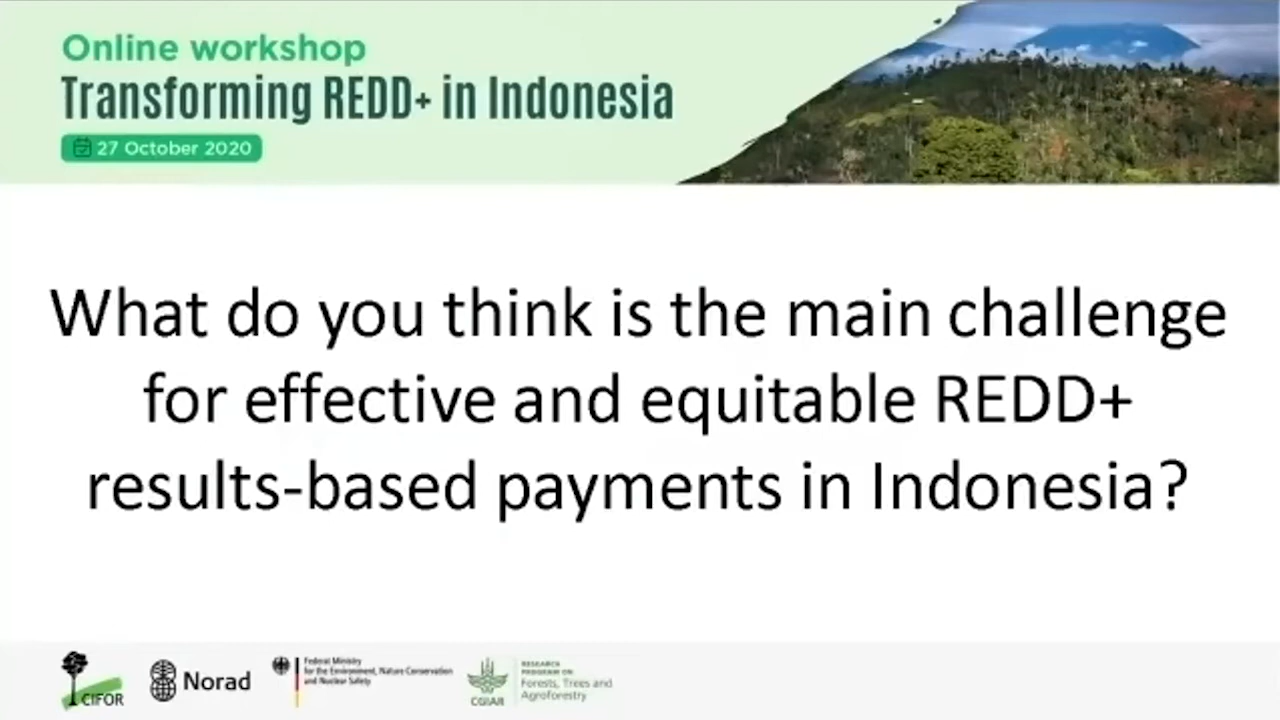 Online workshop
Transforming REDD+ in Indonesia
27 October 2020
What do you think is the main challenge
for effective and equitable REDD+
results-based payments in Indonesia?
CIFOR
Norad
Federal Ministry
for the Environment, Nature Conservation
and Nuclear Safety
CGIAR
RESEARCH
PROGRAM ON
Forests, Trees and
Agroforestry